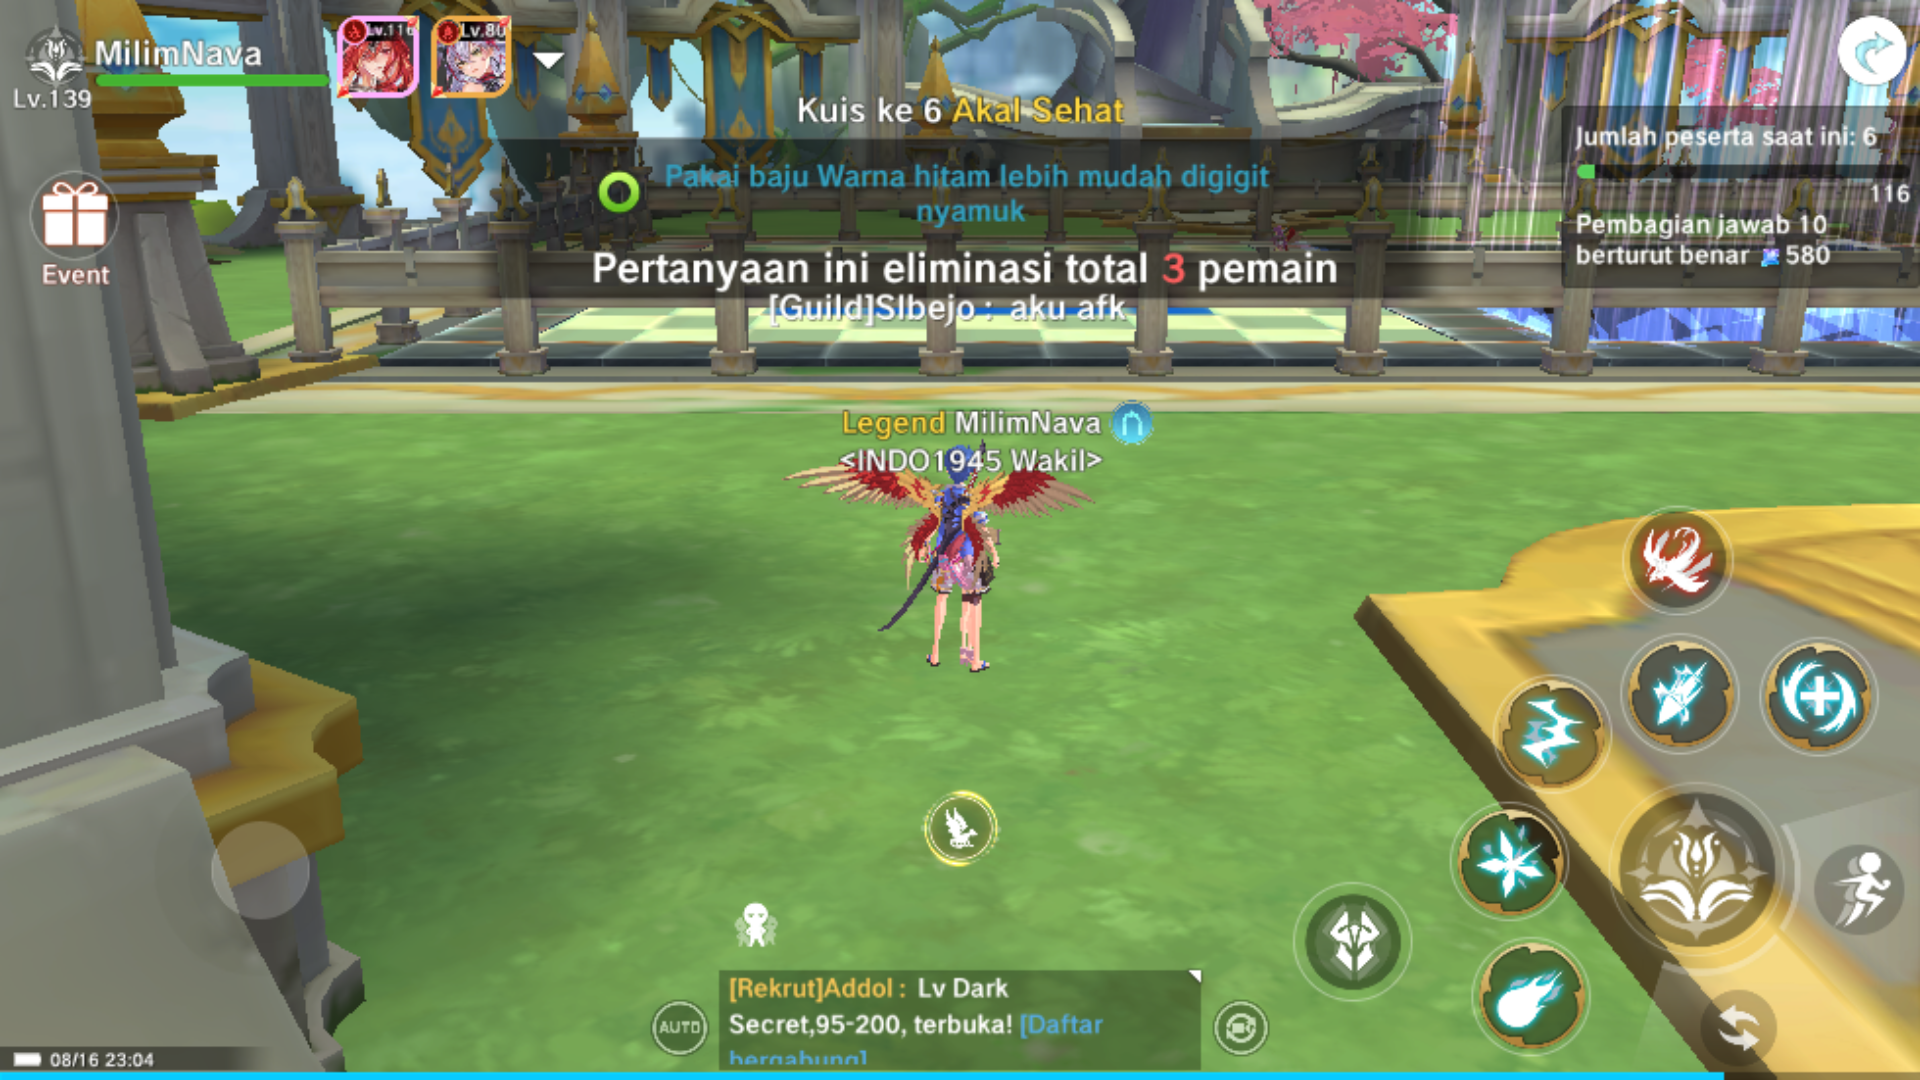 MilimNava
Lv.139
Lv.116
Lv.80
Kuis ke 6 Akal Sehat
Pakai baju Warna hitam lebih mudah digigit
nyamuk
Pertanyaan ini eliminasi total 3 pemain
[Guild]SIbejo : aku afk
Jumlah peserta saat ini: 6
116
Pembagian jawab 10
berturut benar 580
Event
Legend MilimNava
<INDO1945 Wakil>
[Rekrut]Addol : Lv Dark
Secret,95-200, terbuka! [Daftar
bergabung]
AUTO
08/16 23:04